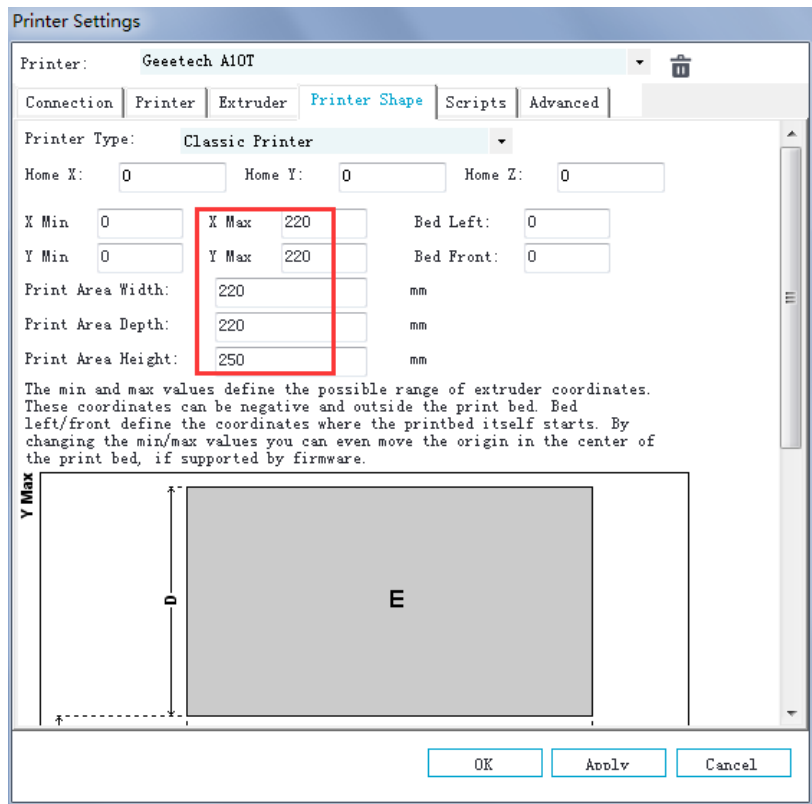 Printer Settings
Printer: Geeetech A10T
Connection Printer Extruder Printer Shape Scripts Advanced
Printer Type: Classic Printer
Home X: 0 Home Y: 0 Home Z: 0
X Min 0 X Max 220 Bed Left: 0
Y Min 0 Y Max 220 Bed Front: 0
Print Area Width: 220 mm
Print Area Depth: 220 mm
Print Area Height: 250 mm
The min and max values define the possible range of extruder coordinates.
These coordinates can be negative and outside the print bed. Bed
left/front define the coordinates where the printbed itself starts. By
changing the min/max values you can even move the origin in the center of
the print bed, if supported by firmware.
Y Max
D
E
OK Apply Cancel